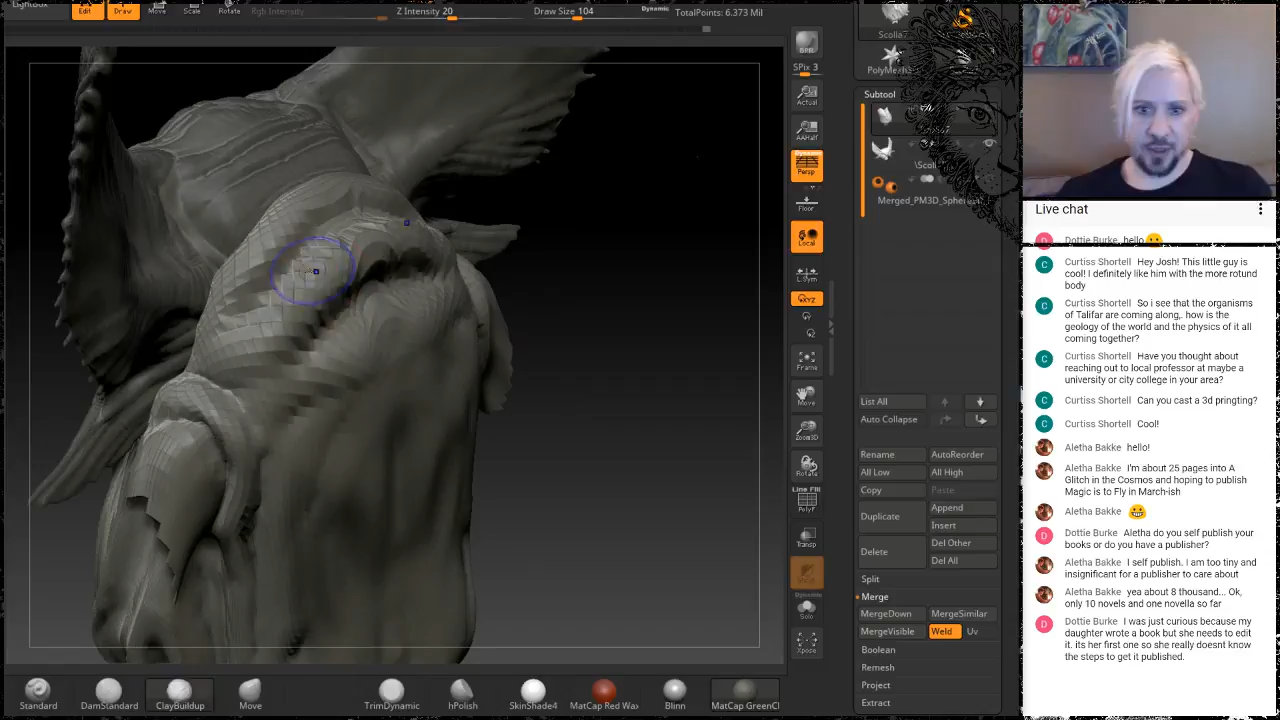 LightBox
Edit
Draw
Move
Scale
Rotate
Rgb Intensity
Z Intensity 20
Draw Size 104
Dynamic
TotalPoints: 6.373 Mil
BPR
SPix 3
Actual
AAHalf
Dynamic
Persp
Floor
Local
L.Sym
XYZ
Frame
Move
Zoom3D
Rotate
Line Fill
PolyF
Transp
Dynamic
Solo
Xpose
Subtool
Merged_PM3D_Spher
List All
Auto Collapse
Rename
AutoReorder
All Low
All High
Copy
Paste
Duplicate
Append
Insert
Delete
Del Other
Del All
Split
Merge
MergeDown
MergeSimilar
MergeVisible
Weld
Uv
Boolean
Remesh
Project
Extract
Standard
DamStandard
ClayBuildup
Move
TrimDynamic
hPolish
SkinShade4
MatCap Red Wax
Blinn
MatCap GreenCl
Live chat
Dottie Burke hello
Curtiss Shortell Hey Josh! This little guy is
cool! I definitely like him with the more rotund
body
Curtiss Shortell So i see that the organisms
of Talifar are coming along,. how is the
geology of the world and the physics of it all
coming together?
Curtiss Shortell Have you thought about
reaching out to local professor at maybe a
university or city college in your area?
Curtiss Shortell Can you cast a 3d pringting?
Curtiss Shortell Cool!
Aletha Bakke hello!
Aletha Bakke I'm about 25 pages into A
Glitch in the Cosmos and hoping to publish
Magic is to Fly in March-ish
Aletha Bakke
Dottie Burke Aletha do you self publish your
books or do you have a publisher?
Aletha Bakke I self publish. I am too tiny and
insignificant for a publisher to care about
Aletha Bakke yea about 8 thousand... Ok,
only 10 novels and one novella so far
Dottie Burke I was just curious because my
daughter wrote a book but she needs to edit
it. its her first one so she really doesnt know
the steps to get it published.